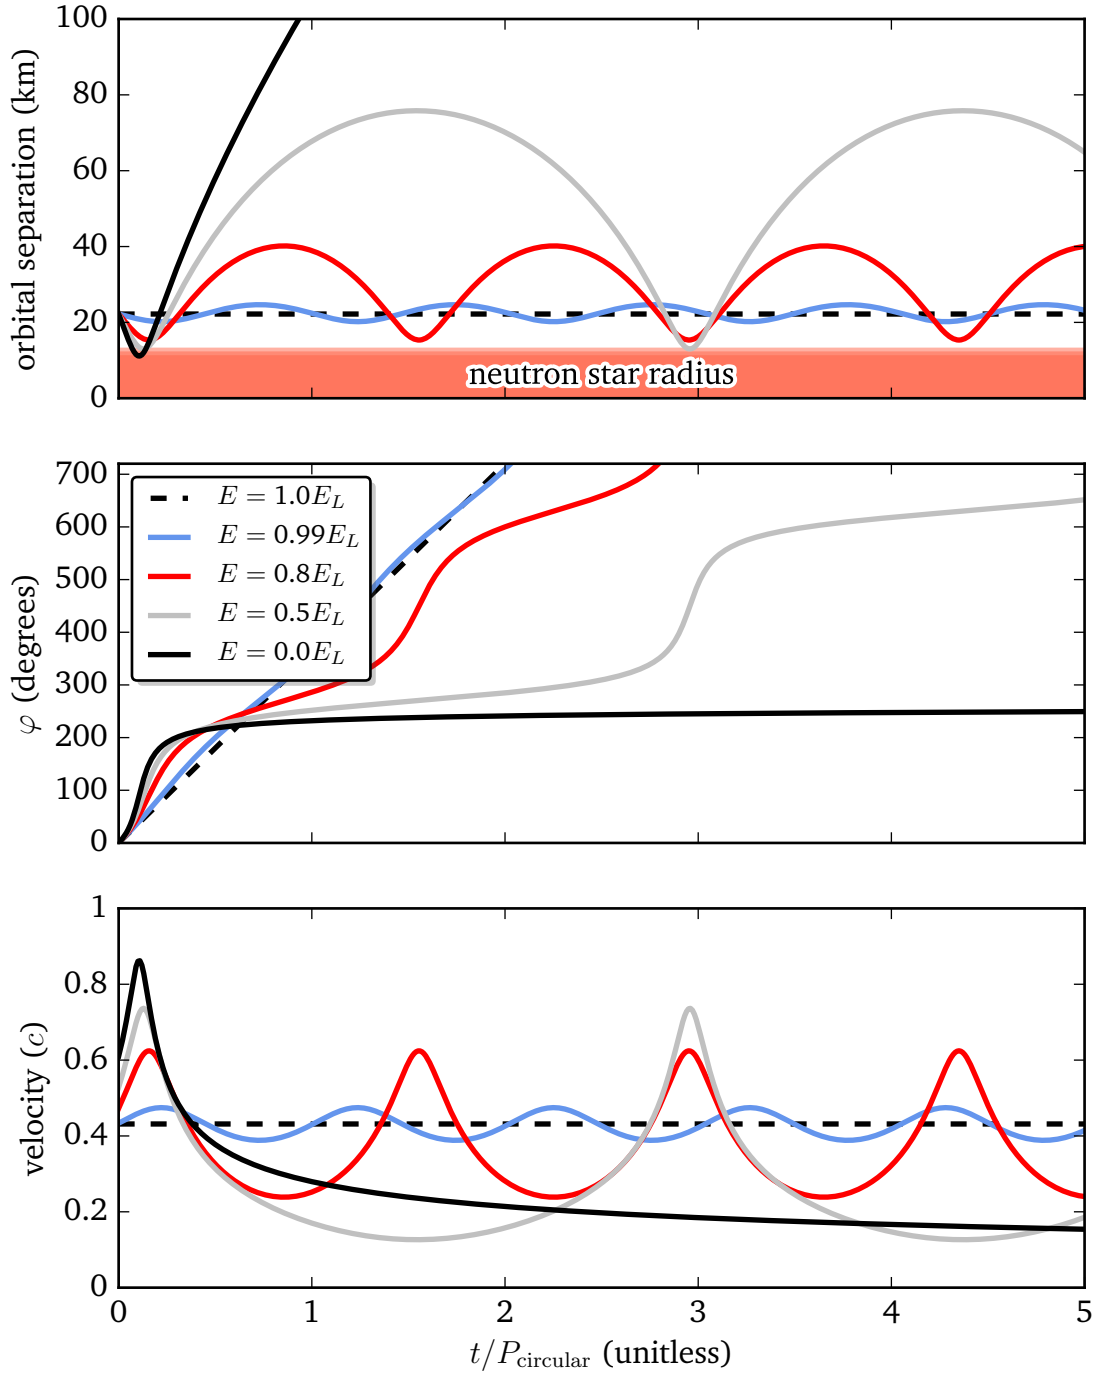 100
80
60
40
20
0
orbital separation (km)
neutron star radius
700
600
500
400
300
200
100
0
φ (degrees)
E = 1.0E_L
E = 0.99E_L
E = 0.8E_L
E = 0.5E_L
E = 0.0E_L
1
0.8
0.6
0.4
0.2
0
velocity (c)
0 1 2 3 4 5
t/P_circular (unitless)